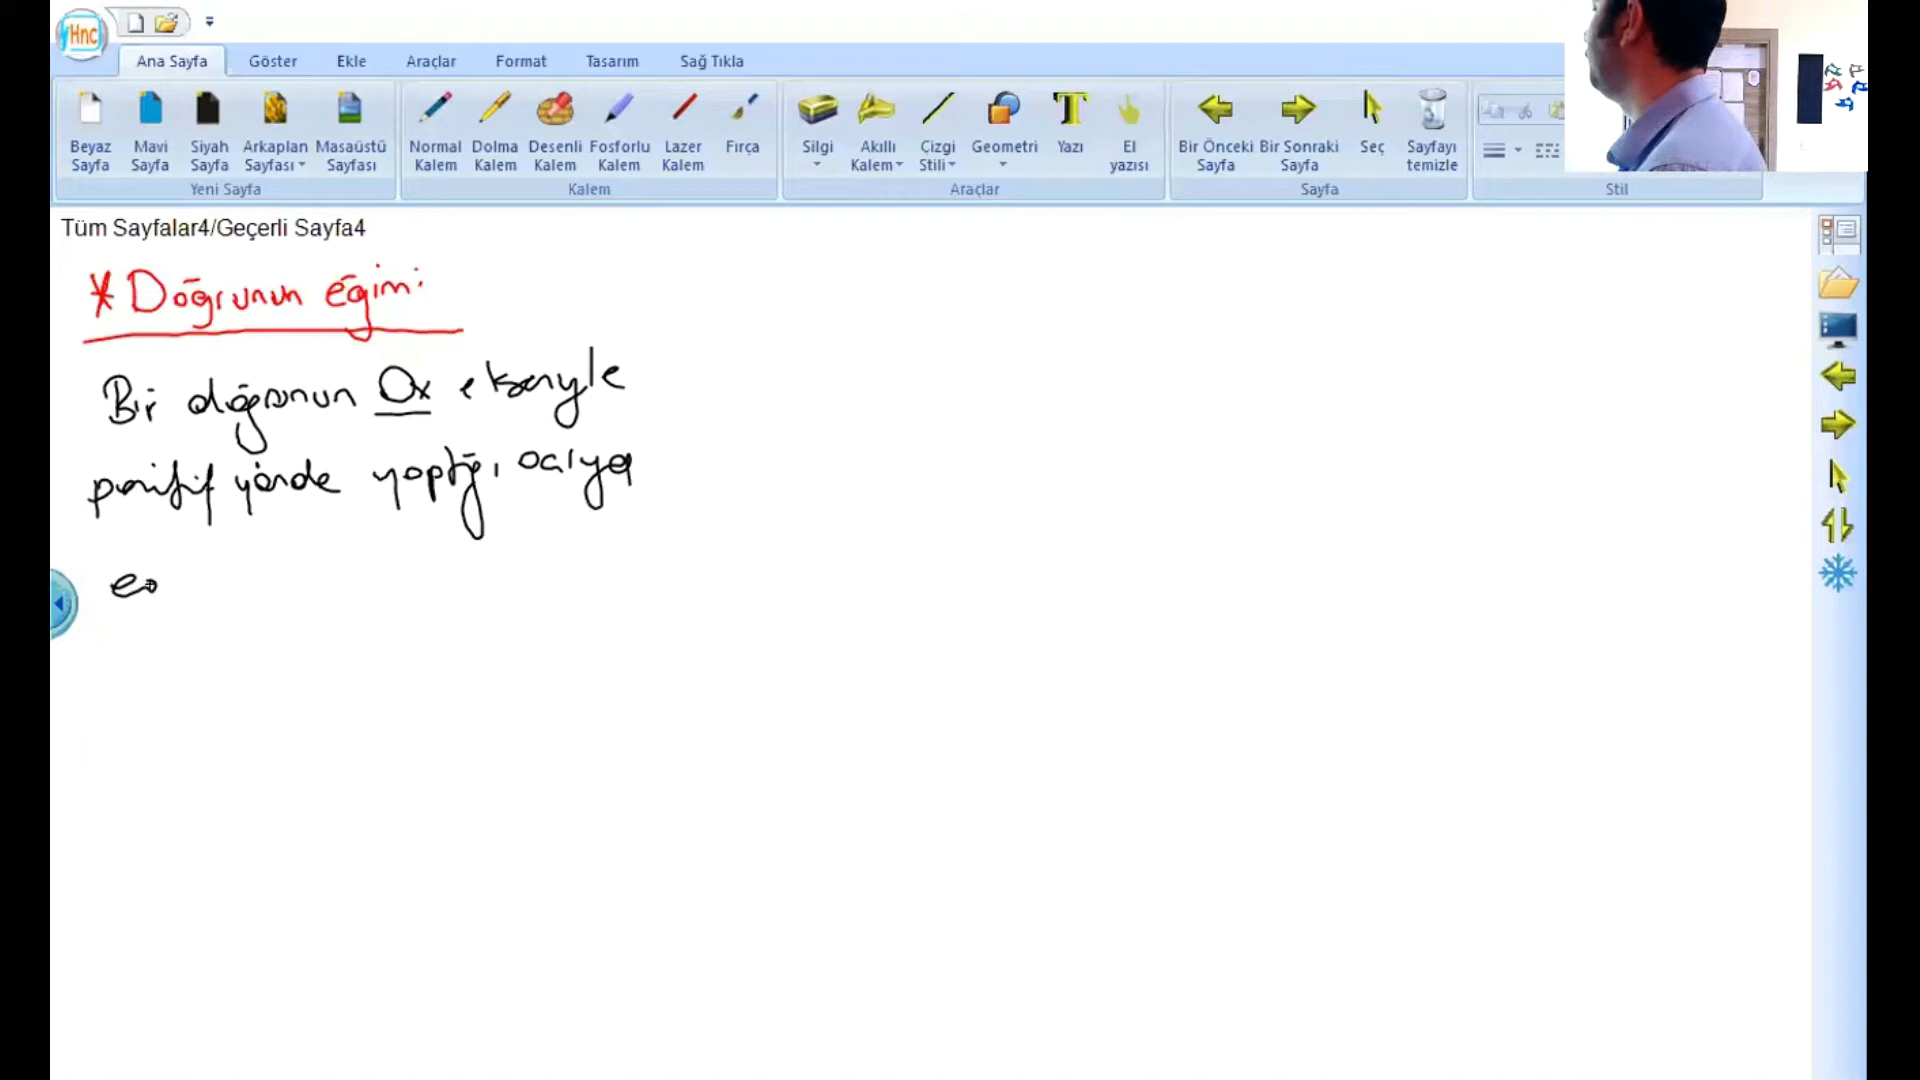 Hnc
Ana Sayfa Göster Ekle Araçlar Format Tasarım Sağ Tıkla
Beyaz Sayfa Mavi Sayfa Siyah Sayfa Arkaplan Sayfası Masaüstü Sayfası
Yeni Sayfa
Normal Kalem Dolma Kalem Desenli Kalem Fosforlu Kalem Lazer Kalem Fırça
Kalem
Silgi Akıllı Kalem Çizgi Stili Geometri Yazı El yazısı
Araçlar
Bir Önceki Sayfa Bir Sonraki Sayfa Seç Sayfayı temizle
Sayfa
Stil
Tüm Sayfalar4/Geçerli Sayfa4
* Doğrunun eğimi
Bir doğrunun Ox ekseniyle
pozitif yönde yaptığı açıya